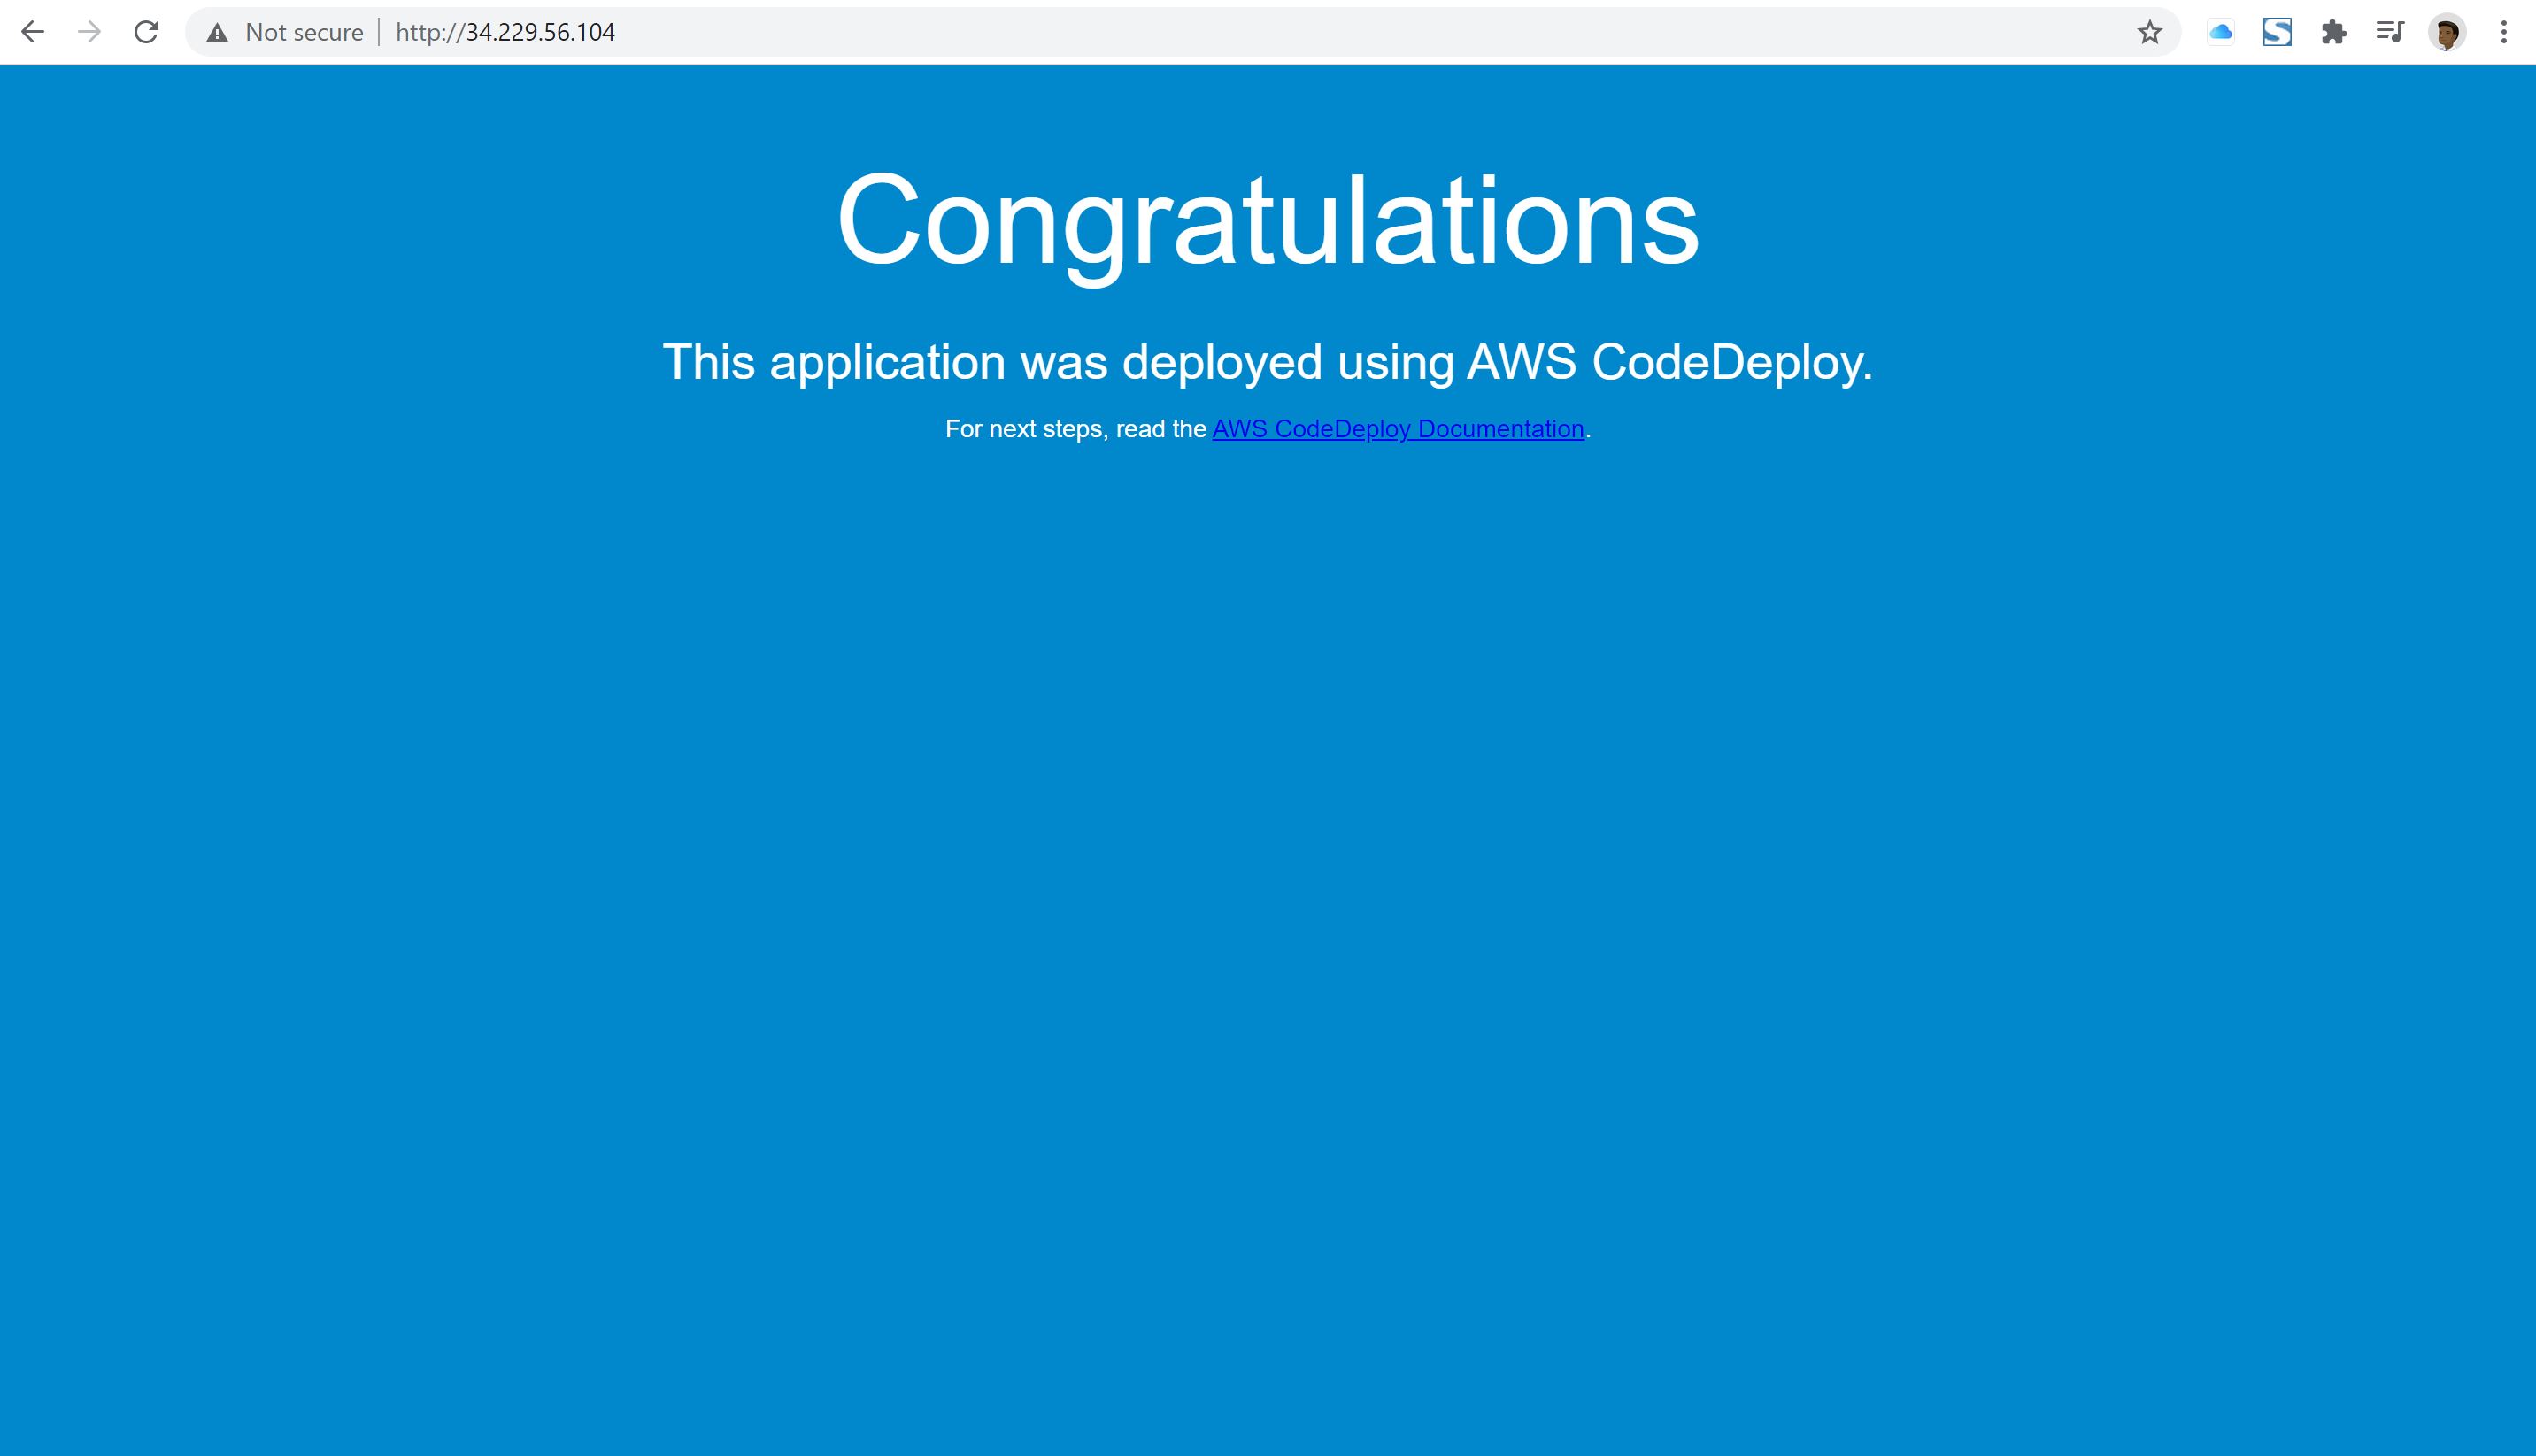 Not secure | http://34.229.56.104
Congratulations
This application was deployed using AWS CodeDeploy.
For next steps, read the AWS CodeDeploy Documentation.